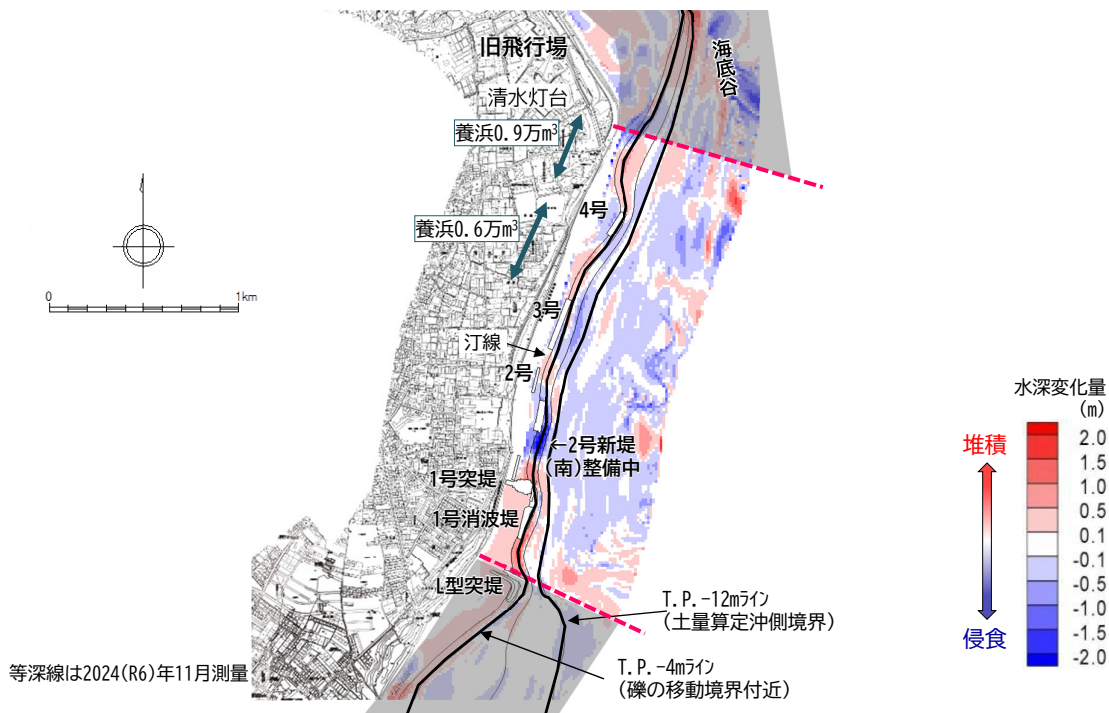 旧飛行場
清水灯台
養浜0.9万m³
養浜0.6万m³
海底谷
4号
3号
汀線
2号
←2号新堤
(南)整備中
1号突堤
1号消波堤
L型突堤
0
1km
T.P.-12mライン
(土量算定沖側境界)
T.P.-4mライン
(礫の移動境界付近)
等深線は2024(R6)年11月測量
水深変化量
(m)
堆積
侵食
2.0
1.5
1.0
0.5
0.1
-0.1
-0.5
-1.0
-1.5
-2.0